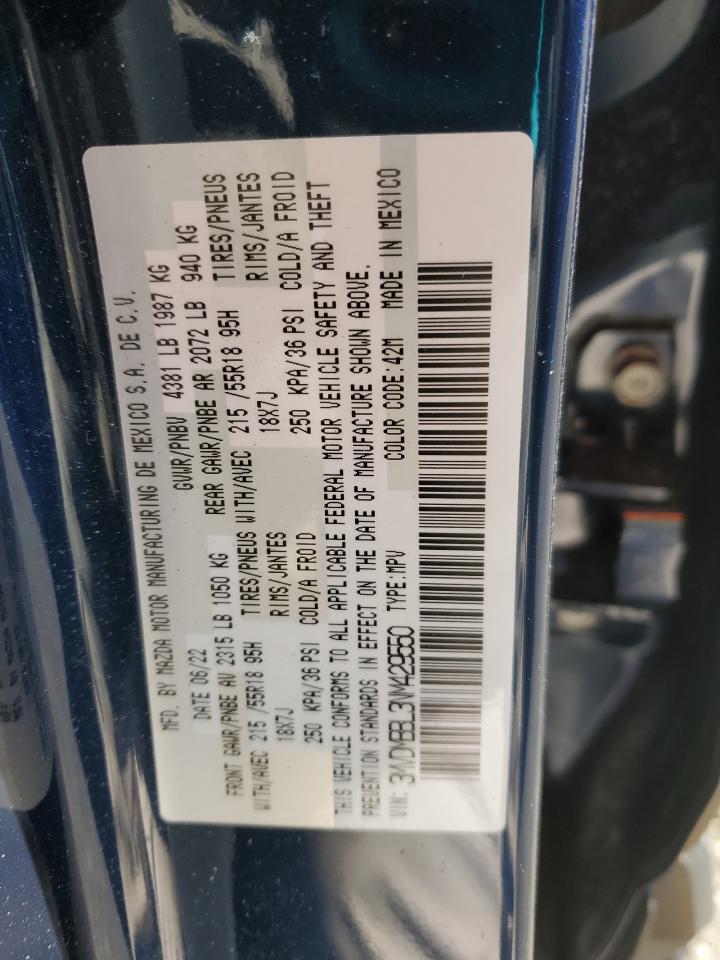 MFD. BY MAZDA MOTOR MANUFACTURING DE MEXICO S.A. DE C.V.
DATE 06/22 GVWR/PNBV 4381 LB 1987 KG
FRONT GAWR/PNBE AV 2315 LB 1050 KG REAR GAWR/PNBE AR 2072 LB 940 KG
WITH/AVEC 215 /55R18 95H TIRES/PNEUS WITH/AVEC 215 /55R18 95H TIRES/PNEUS
18X7J RIMS/JANTES 18X7J RIMS/JANTES
250 KPA/36 PSI COLD/A FROID 250 KPA/36 PSI COLD/A FROID
THIS VEHICLE CONFORMS TO ALL APPLICABLE FEDERAL MOTOR VEHICLE SAFETY AND THEFT
PREVENTION STANDARDS IN EFFECT ON THE DATE OF MANUFACTURE SHOWN ABOVE.
VIN: 3MVDMBBL3NM429550 TYPE:MPV COLOR CODE:42M MADE IN MEXICO